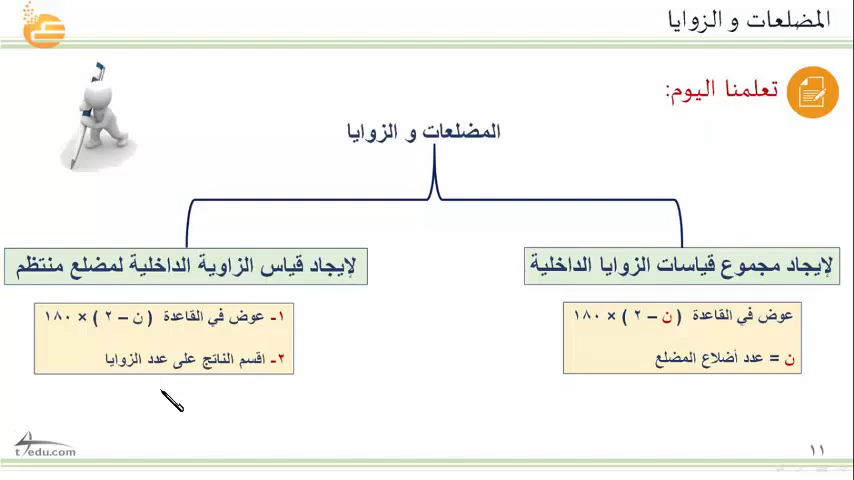 المضلعات و الزوايا
تعلمنا اليوم:
المضلعات و الزوايا
لإيجاد مجموع قياسات الزوايا الداخلية
عوض في القاعدة ( ن – ٢ ) × ١٨٠
ن = عدد أضلاع المضلع
لإيجاد قياس الزاوية الداخلية لمضلع منتظم
١- عوض في القاعدة ( ن – ٢ ) × ١٨٠
٢- اقسم الناتج على عدد الزوايا
١١
t4edu.com